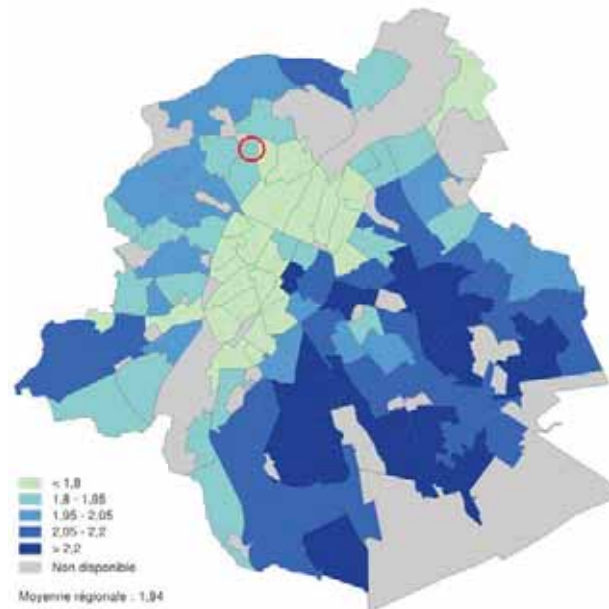 < 1,8
1,8 - 1,95
1,95 - 2,05
2,05 - 2,2
> 2,2
Non disponible
Moyenne régionale : 1,94